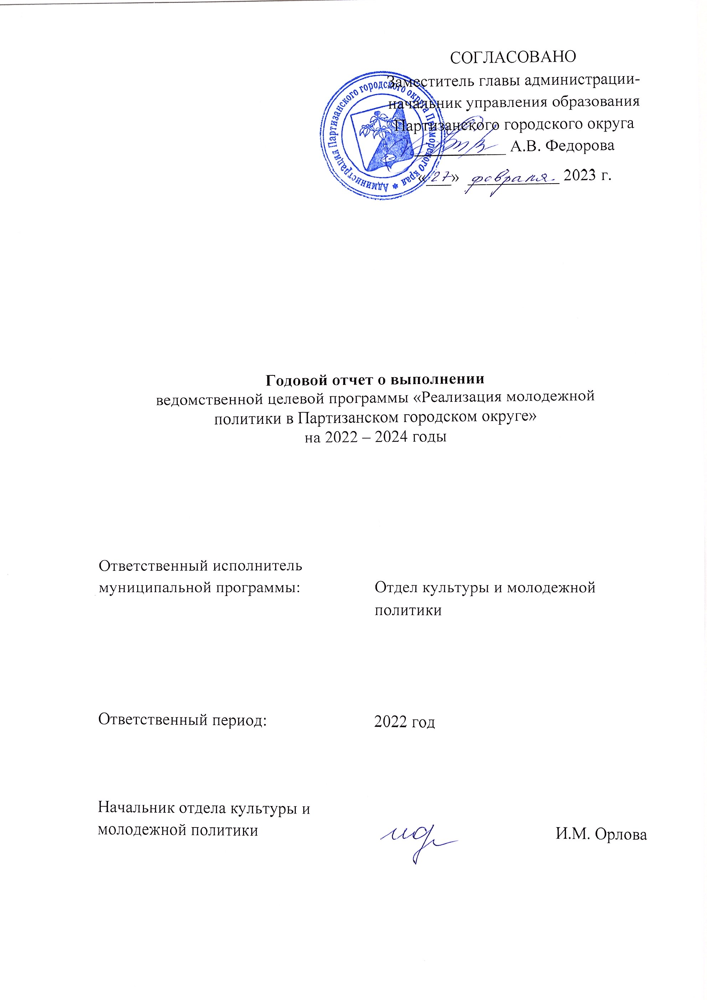 СОГЛАСОВАНО
Заместитель главы администрации-
начальник управления образования
Партизанского городского округа
А.В. Федорова
«27» февраля 2023 г.
Администрация Партизанского городского округа Приморского края *
Годовой отчет о выполнении
ведомственной целевой программы «Реализация молодежной
политики в Партизанском городском округе»
на 2022 – 2024 годы
Ответственный исполнитель
муниципальной программы:
Отдел культуры и молодежной
политики
Ответственный период:
2022 год
Начальник отдела культуры и
молодежной политики
И.М. Орлова